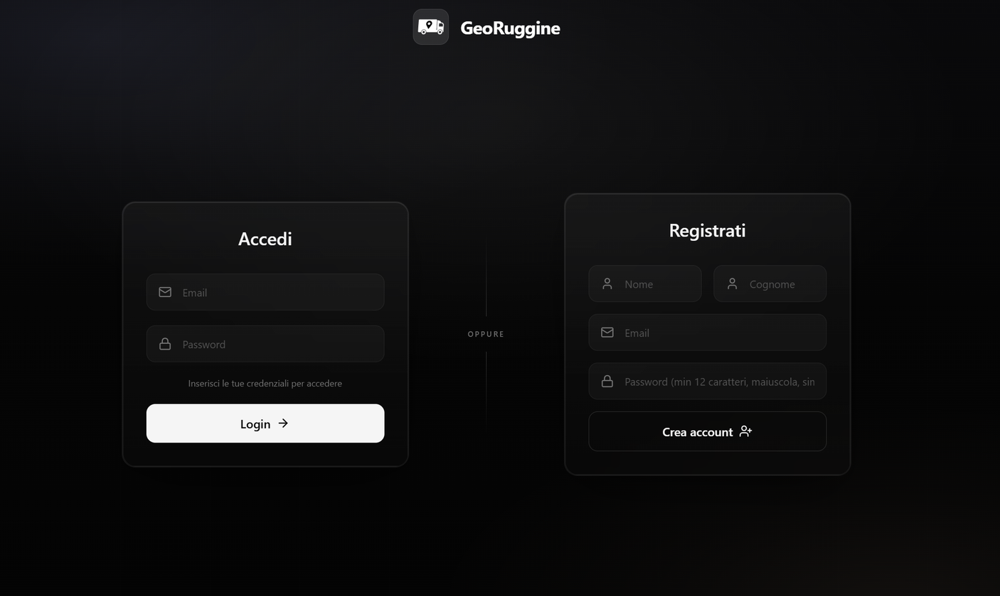 GeoRuggine
Accedi
Email
Password
Inserisci le tue credenziali per accedere
Login
OPPURE
Registrati
Nome
Cognome
Email
Password (min 12 caratteri, maiuscola, sin
Crea account